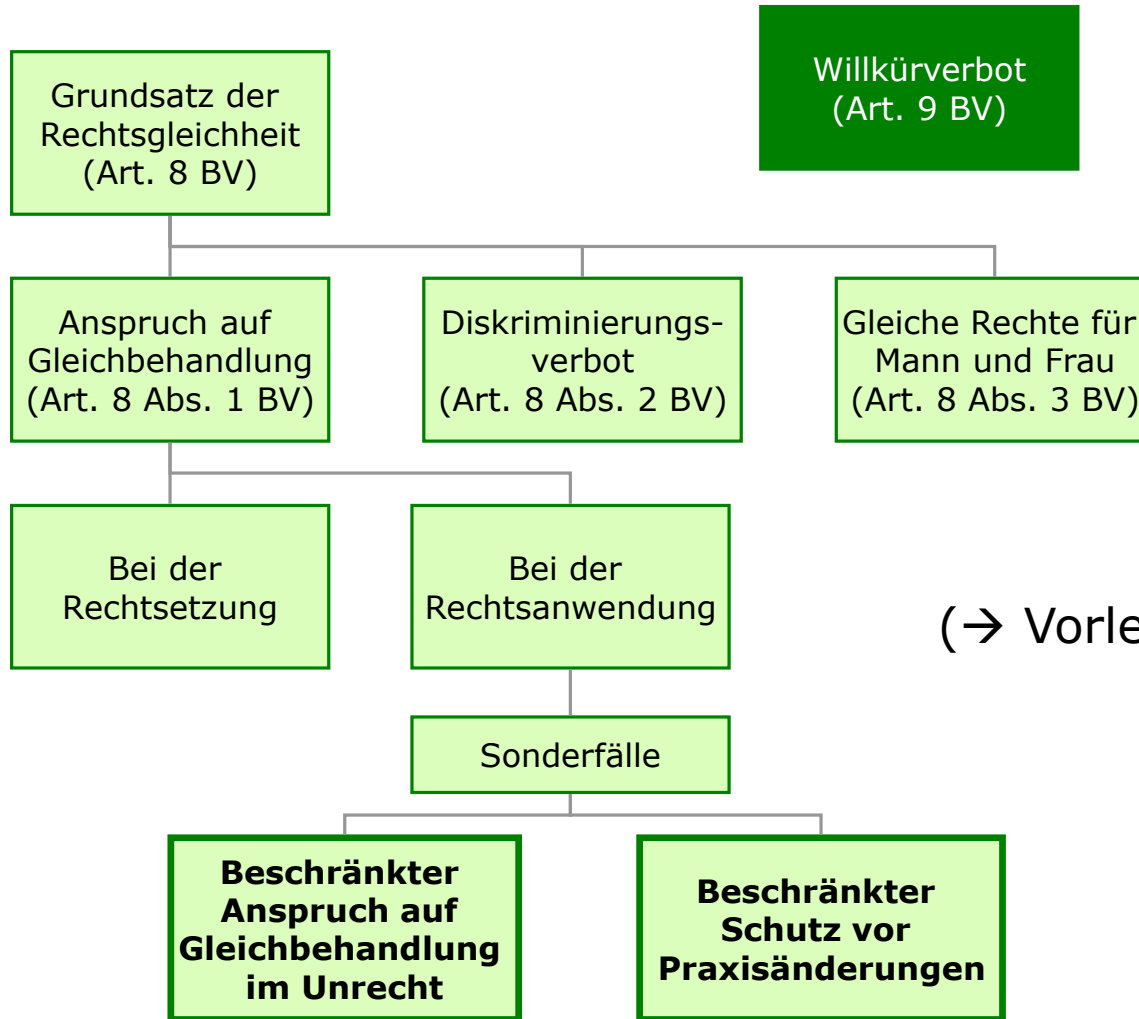 Grundsatz der
Rechtsgleichheit
(Art. 8 BV)
Willkürverbot
(Art. 9 BV)
Anspruch auf
Gleichbehandlung
(Art. 8 Abs. 1 BV)
Diskriminierungs-
verbot
(Art. 8 Abs. 2 BV)
Gleiche Rechte für
Mann und Frau
(Art. 8 Abs. 3 BV)
Bei der
Rechtsetzung
Bei der
Rechtsanwendung
(→ Vorle
Sonderfälle
Beschränkter
Anspruch auf
Gleichbehandlung
im Unrecht
Beschränkter
Schutz vor
Praxisänderungen